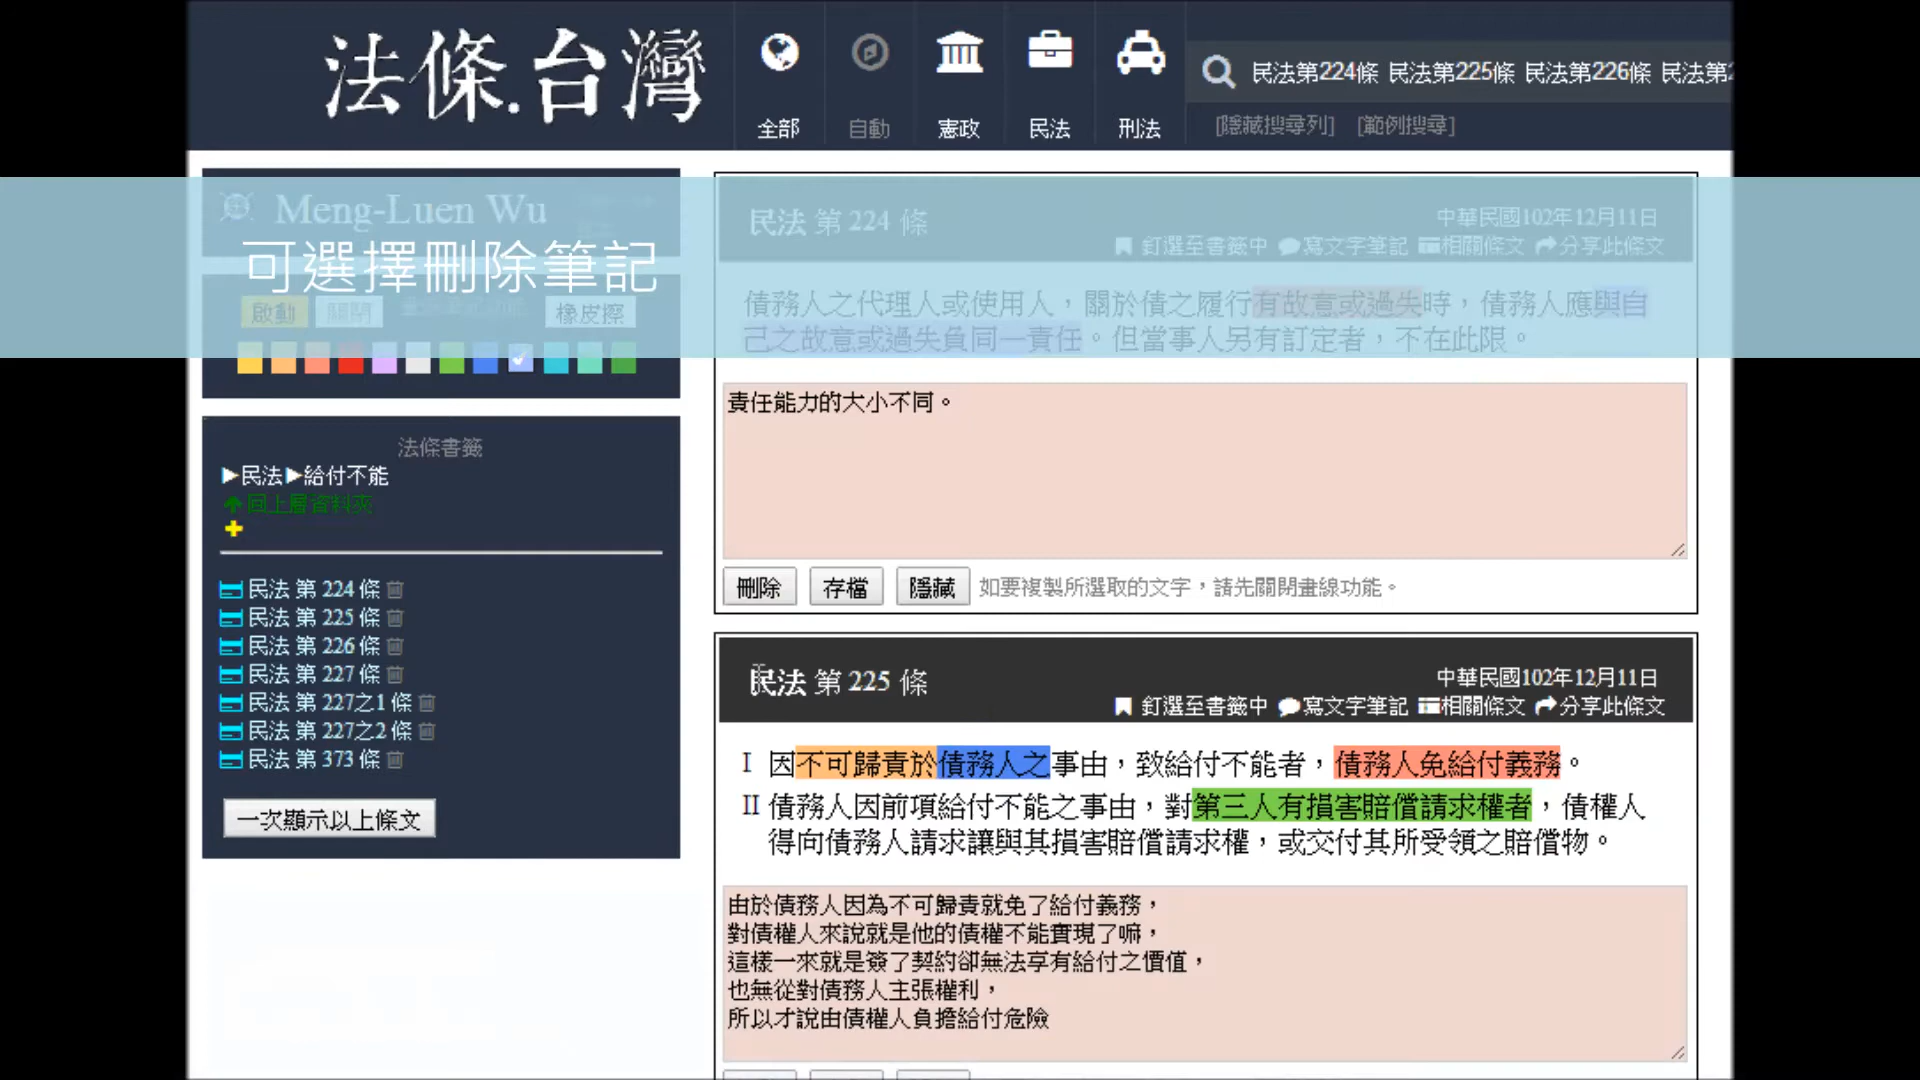 法條.台灣
全部
自動
憲政
民法
刑法
民法第224條 民法第225條 民法第226條 民法第2
[隱藏搜尋列] [範例搜尋]
Meng-Luen Wu
可選擇刪除筆記
啟動 關閉
橡皮擦
法條書籤
▶民法▶給付不能
回上層資料夾
民法 第 224 條
民法 第 225 條
民法 第 226 條
民法 第 227 條
民法 第 227之1 條
民法 第 227之2 條
民法 第 373 條
一次顯示以上條文
民法 第 224 條
中華民國102年12月11日
釘選至書籤中 寫文字筆記 相關條文 分享此條文
債務人之代理人或使用人，關於債之履行有故意或過失時，債務人應與自
己之故意或過失負同一責任。但當事人另有訂定者，不在此限。
責任能力的大小不同。
刪除 存檔 隱藏 如要複製所選取的文字，請先關閉畫線功能。
民法 第 225 條
中華民國102年12月11日
釘選至書籤中 寫文字筆記 相關條文 分享此條文
I 因不可歸責於債務人之事由，致給付不能者，債務人免給付義務。
II 債務人因前項給付不能之事由，對第三人有損害賠償請求權者，債權人
得向債務人請求讓與其損害賠償請求權，或交付其所受領之賠償物。
由於債務人因為不可歸責就免了給付義務，
對債權人來說就是他的債權不能實現了嘛，
這樣一來就是簽了契約卻無法享有給付之價值，
也無從對債務人主張權利，
所以才說由債權人負擔給付危險